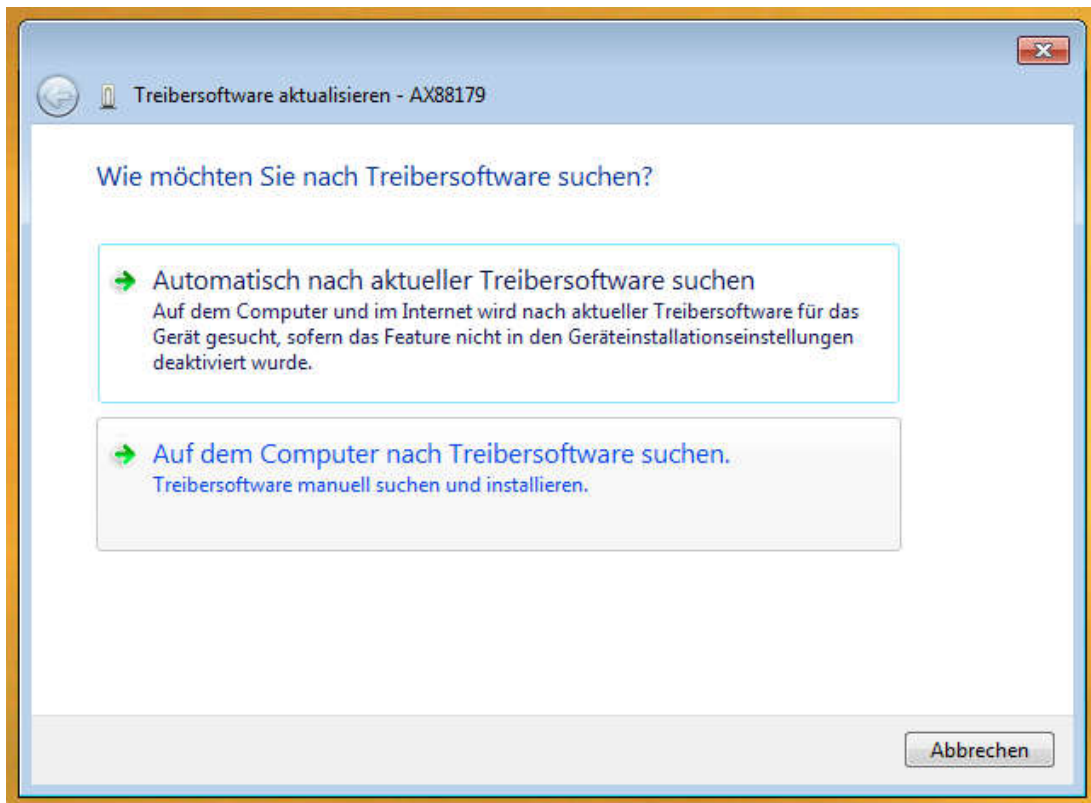 Treibersoftware aktualisieren - AX88179
Wie möchten Sie nach Treibersoftware suchen?
Automatisch nach aktueller Treibersoftware suchen
Auf dem Computer und im Internet wird nach aktueller Treibersoftware für das
Gerät gesucht, sofern das Feature nicht in den Geräteinstallationseinstellungen
deaktiviert wurde.
Auf dem Computer nach Treibersoftware suchen.
Treibersoftware manuell suchen und installieren.
Abbrechen